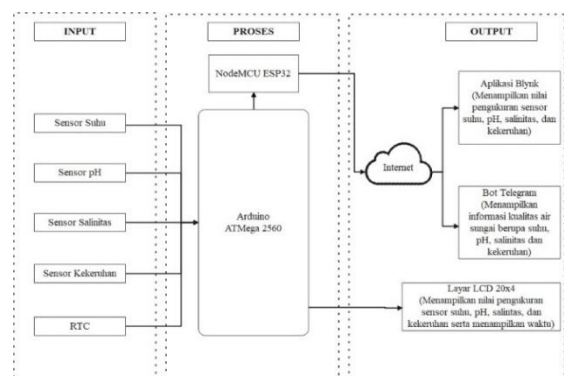 INPUT
PROSES
OUTPUT
NodeMCU ESP32
Sensor Suhu
Sensor pH
Sensor Salinitas
Sensor Kekeruhan
RTC
Arduino
ATMega 2560
Internet
Aplikasi Blynk
(Menampilkan nilai
pengukuran sensor
suhu, pH, salinitas, dan
kekeruhan)
Bot Telegram
(Menampilkan
informasi kualitas air
sungai berupa suhu,
pH, salinitas dan
kekeruhan)
Layar LCD 20x4
(Menampilkan nilai pengukuran
sensor suhu, pH, salintas, dan
kekeruhan serta menampilkan waktu)